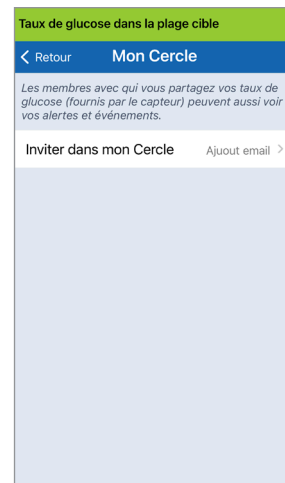 Taux de glucose dans la plage cible
Retour
Mon Cercle
Les membres avec qui vous partagez vos taux de
glucose (fournis par le capteur) peuvent aussi voir
vos alertes et événements.
Inviter dans mon Cercle
Ajuout email